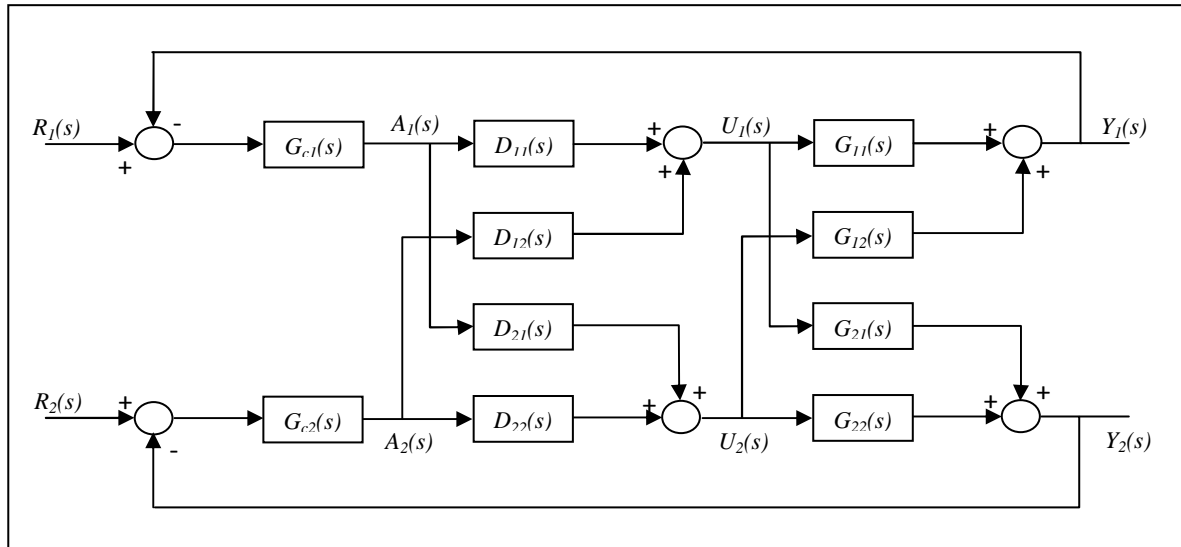 R1(s)
+
-
Gc1(s)
A1(s)
D11(s)
+
+
U1(s)
G11(s)
+
+
Y1(s)
D12(s)
G12(s)
D21(s)
G21(s)
R2(s)
+
-
Gc2(s)
A2(s)
D22(s)
+
+
U2(s)
G22(s)
+
+
Y2(s)